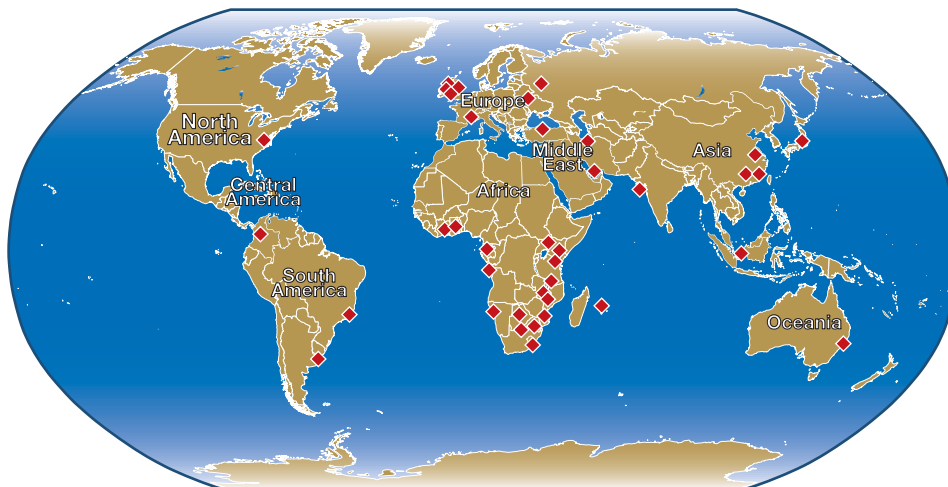 North
America
Central
America
South
America
Europe
Middle
East
Africa
Asia
Oceania